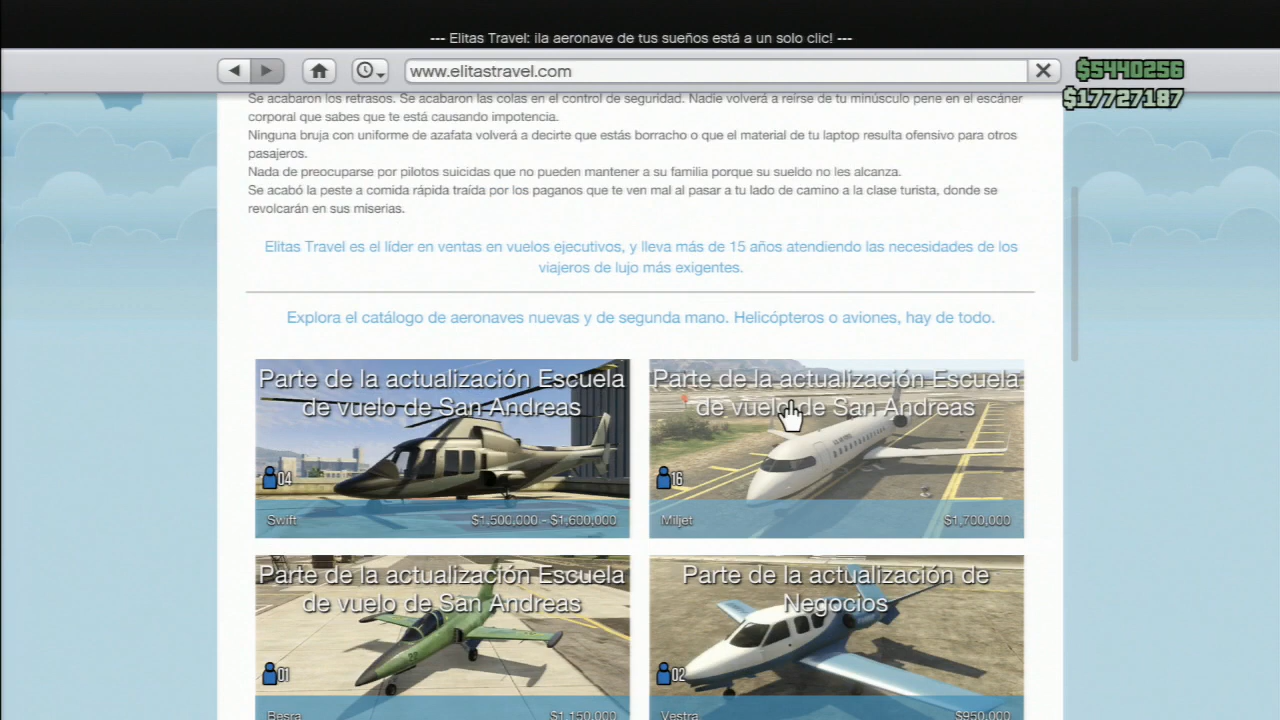 --- Elitas Travel: ¡la aeronave de tus sueños está a un solo clic! ---
www.elitastravel.com
$5440256
$17727187
Se acabaron los retrasos. Se acabaron las colas en el control de seguridad. Nadie volverá a reírse de tu minúsculo pene en el escáner
corporal que sabes que te está causando impotencia.
Ninguna bruja con uniforme de azafata volverá a decirte que estás borracho o que el material de tu laptop resulta ofensivo para otros
pasajeros.
Nada de preocuparse por pilotos suicidas que no pueden mantener a su familia porque su sueldo no les alcanza.
Se acabó la peste a comida rápida traída por los paganos que te ven mal al pasar a tu lado de camino a la clase turista, donde se
revolcarán en sus miserias.
Elitas Travel es el líder en ventas en vuelos ejecutivos, y lleva más de 15 años atendiendo las necesidades de los
viajeros de lujo más exigentes.
Explora el catálogo de aeronaves nuevas y de segunda mano. Helicópteros o aviones, hay de todo.
Parte de la actualización Escuela
de vuelo de San Andreas
04
Swift $1,500,000 - $1,600,000
Parte de la actualización Escuela
de vuelo de San Andreas
16
Miljet $1,700,000
Parte de la actualización Escuela
de vuelo de San Andreas
01
Besra $1,150,000
Parte de la actualización de
Negocios
02
Vestra $950,000